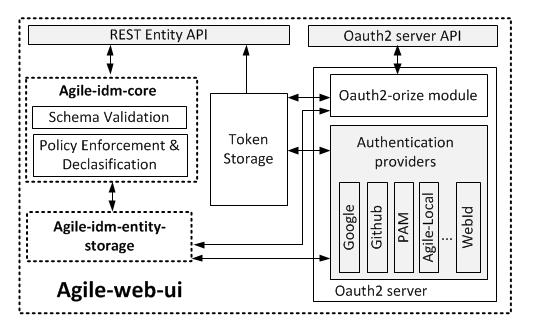 REST Entity API
Oauth2 server API
Agile-idm-core
Schema Validation
Policy Enforcement &
Declasification
Token
Storage
Oauth2-orize module
Authentication
providers
Google
Github
PAM
Agile-Local
...
WebId
Agile-idm-entity-
storage
Agile-web-ui
Oauth2 server